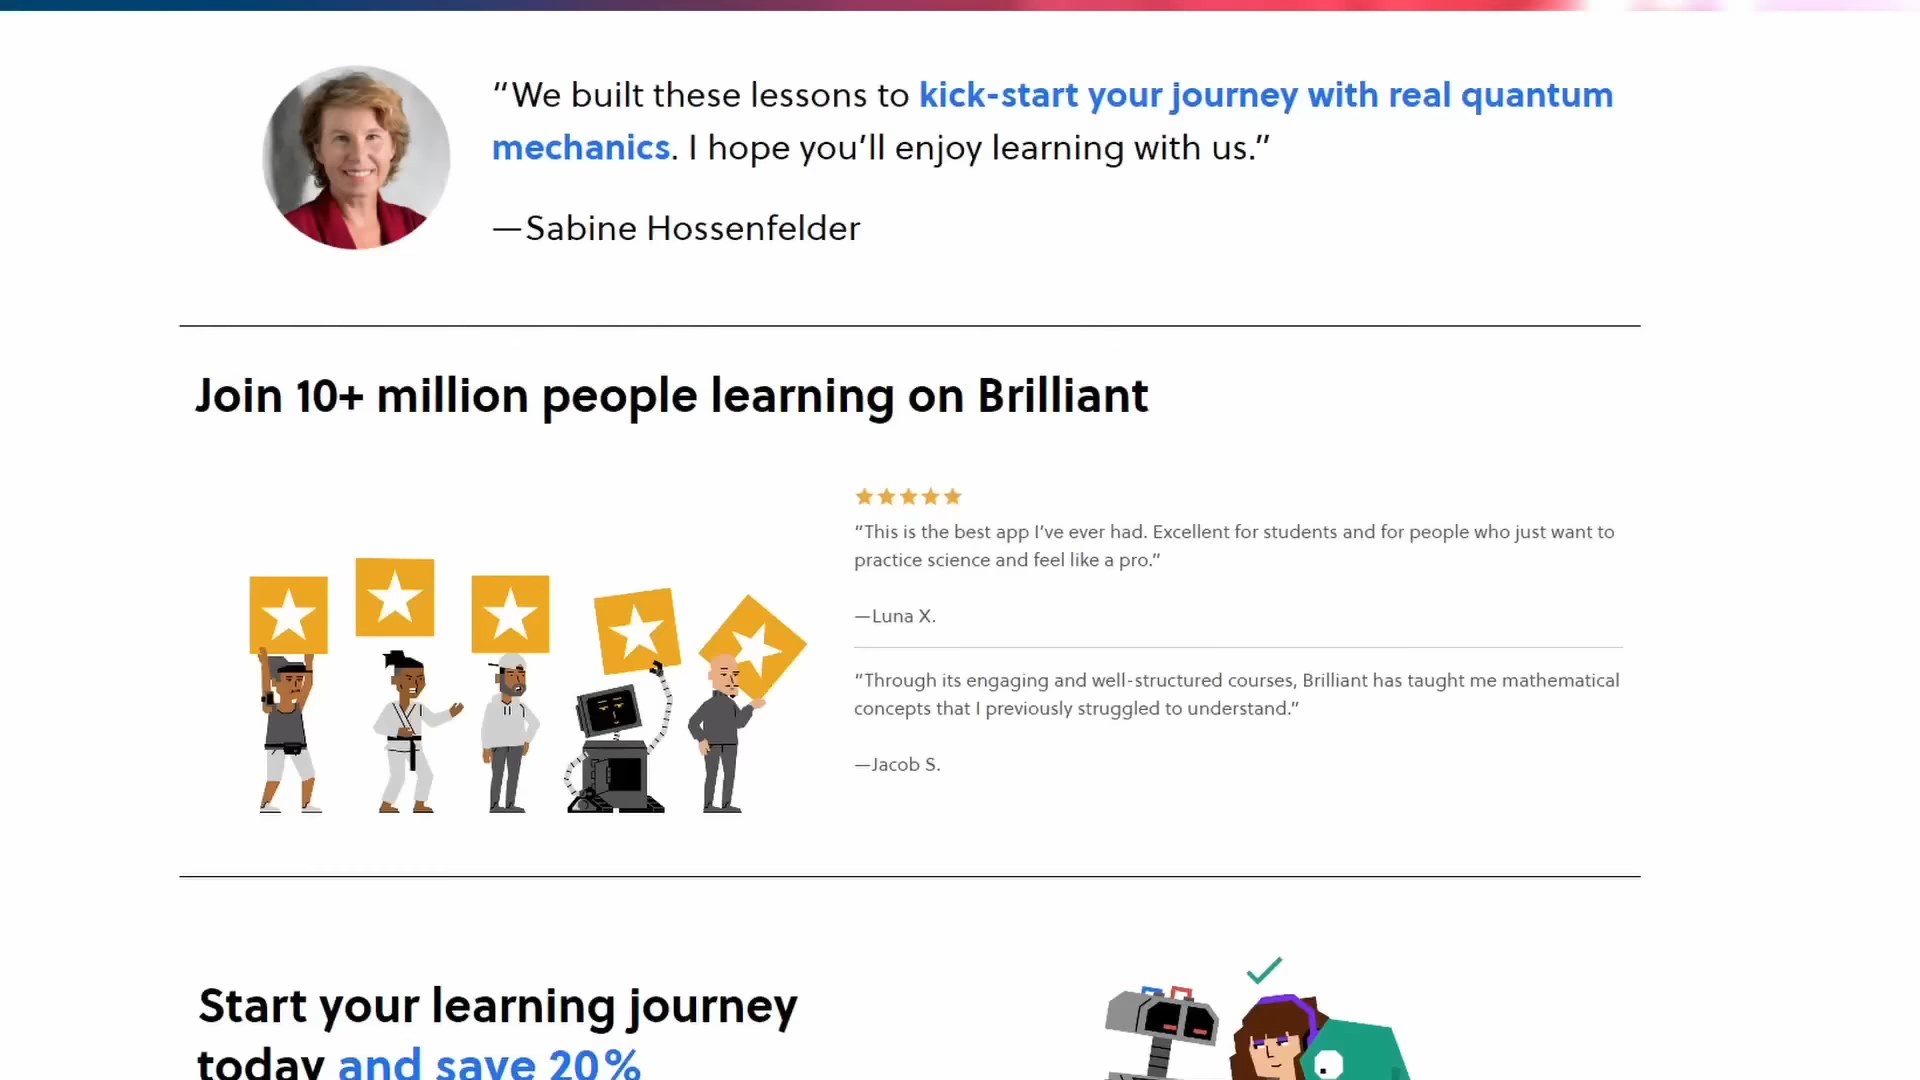 “We built these lessons to kick-start your journey with real quantum
mechanics. I hope you’ll enjoy learning with us.”
—Sabine Hossenfelder
Join 10+ million people learning on Brilliant
“This is the best app I’ve ever had. Excellent for students and for people who just want to
practice science and feel like a pro.”
—Luna X.
“Through its engaging and well-structured courses, Brilliant has taught me mathematical
concepts that I previously struggled to understand.”
—Jacob S.
Start your learning journey
today and save 20%